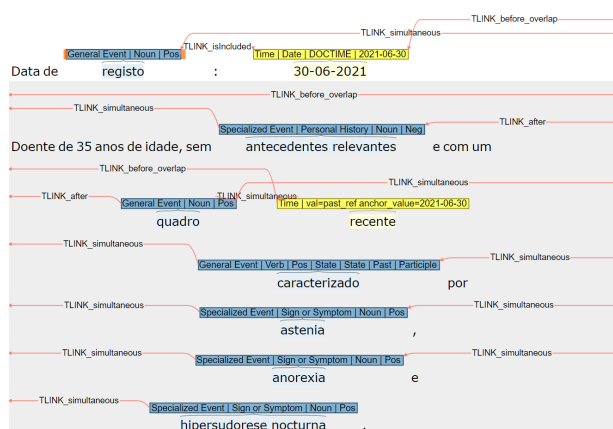 TLINK_before_overlap
TLINK_simultaneous
TLINK_isIncluded
General Event | Noun | Pos Time | Date | DOCTIME | 2021-06-30
Data de registo : 30-06-2021
TLINK_before_overlap
TLINK_simultaneous
TLINK_after
Specialized Event | Personal History | Noun | Neg
Doente de 35 anos de idade, sem antecedentes relevantes e com um
TLINK_before_overlap
TLINK_simultaneous
TLINK_after TLINK_simultaneous
General Event | Noun | Pos Time | val=past_ref anchor_value=2021-06-30
quadro recente
TLINK_simultaneous
TLINK_simultaneous
General Event | Verb | Pos | State | State | Past | Participle
caracterizado por
TLINK_simultaneous TLINK_simultaneous
Specialized Event | Sign or Symptom | Noun | Pos
astenia ,
TLINK_simultaneous TLINK_simultaneous
Specialized Event | Sign or Symptom | Noun | Pos
anorexia e
TLINK_simultaneous
Specialized Event | Sign or Symptom | Noun | Pos
hipersudorese nocturna .